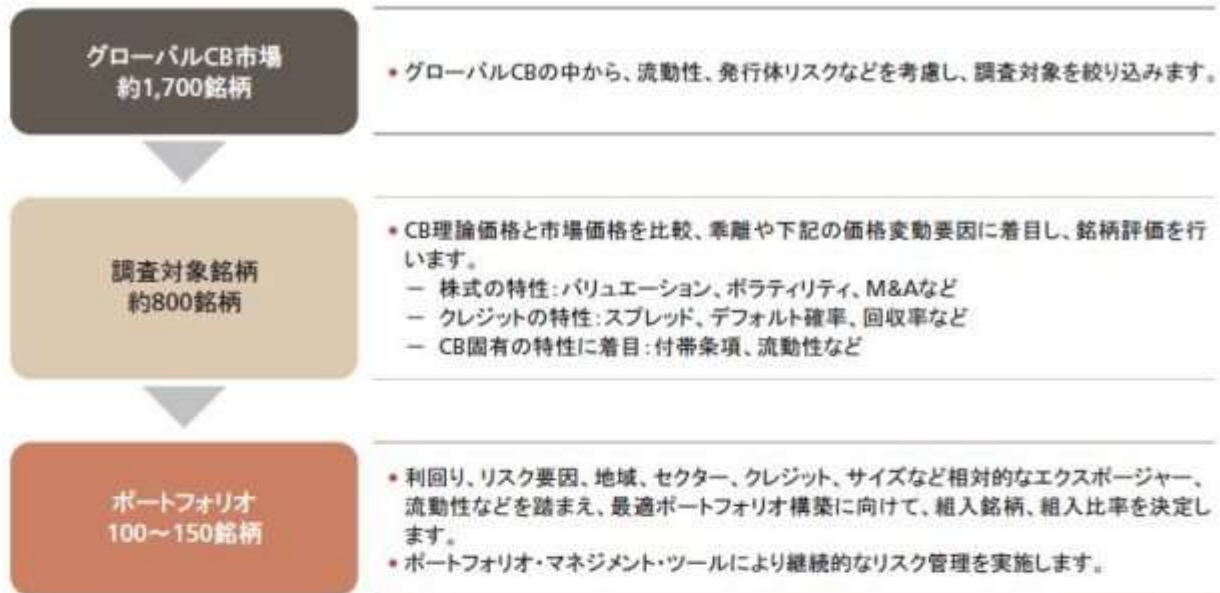 グローバルCB市場
約1,700銘柄
• グローバルCBの中から、流動性、発行体リスクなどを考慮し、調査対象を絞り込みます。
調査対象銘柄
約800銘柄
• CB理論価格と市場価格を比較、乖離や下記の価格変動要因に着目し、銘柄評価を行
います。
－ 株式の特性：バリュエーション、ボラティリティ、M&Aなど
－ クレジットの特性：スプレッド、デフォルト確率、回収率など
－ CB固有の特性に着目：付帯条項、流動性など
ポートフォリオ
100～150銘柄
• 利回り、リスク要因、地域、セクター、クレジット、サイズなど相対的なエクスポージャー、
流動性などを踏まえ、最適ポートフォリオ構築に向けて、組入銘柄、組入比率を決定し
ます。
• ポートフォリオ・マネジメント・ツールにより継続的なリスク管理を実施します。